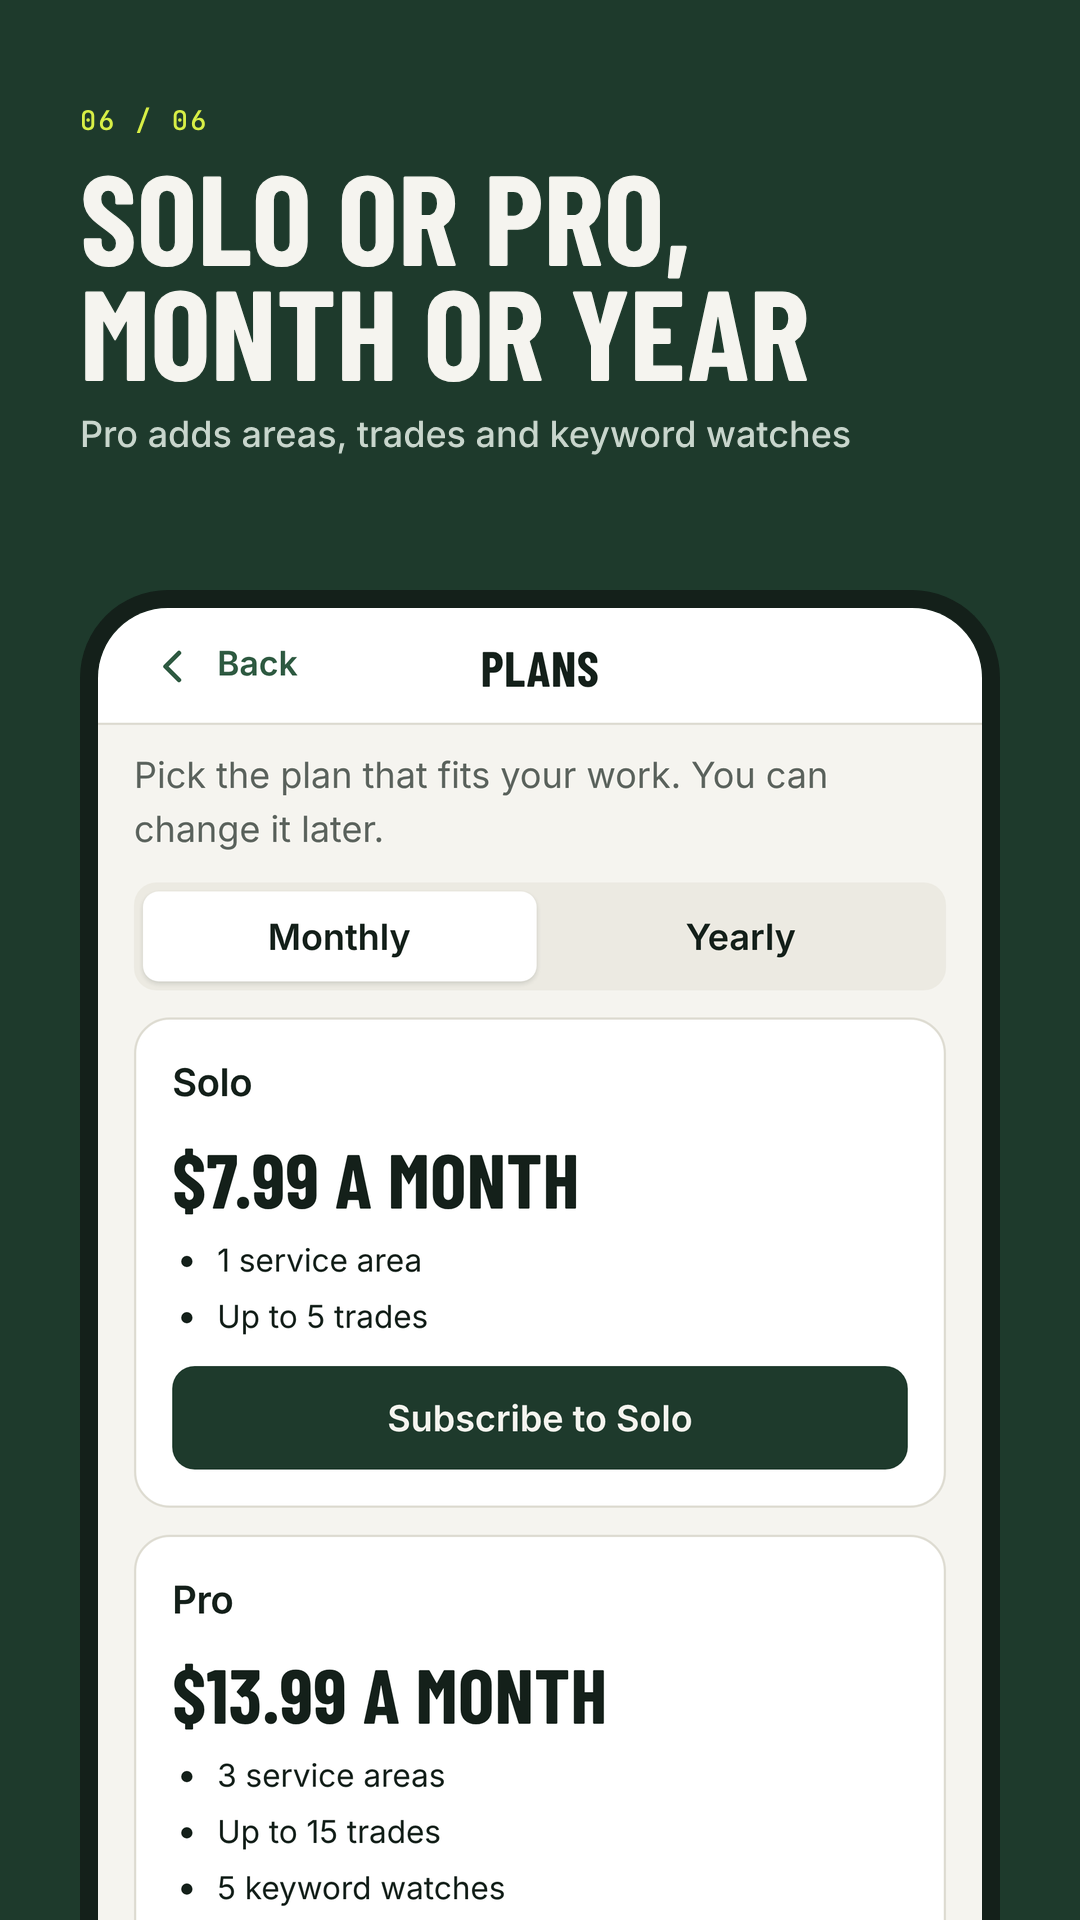 06 / 06
SOLO OR PRO,
MONTH OR YEAR
Pro adds areas, trades and keyword watches
Back
PLANS
Pick the plan that fits your work. You can
change it later.
Monthly
Yearly
Solo
$7.99 A MONTH
• 1 service area
• Up to 5 trades
Subscribe to Solo
Pro
$13.99 A MONTH
• 3 service areas
• Up to 15 trades
• 5 keyword watches